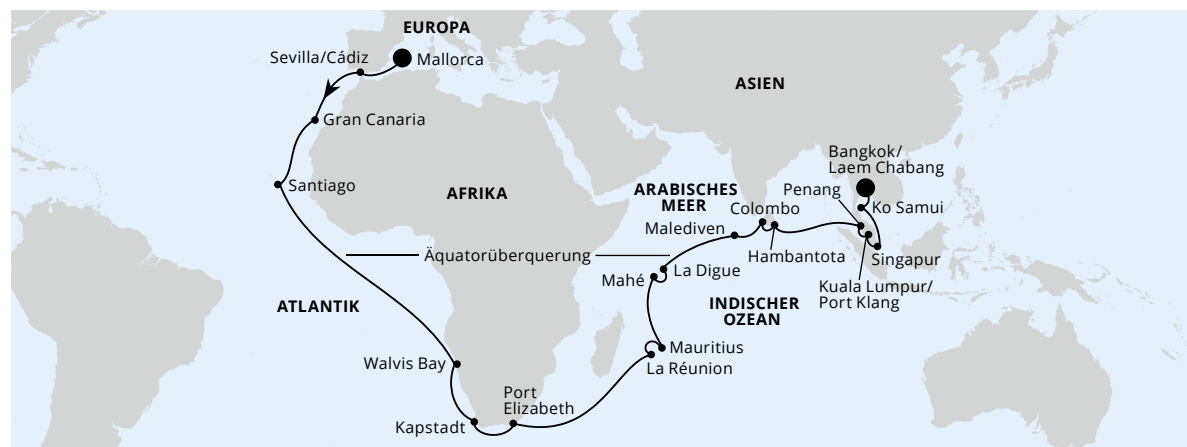 EUROPA
Sevilla/Cádiz
Mallorca
ASIEN
Gran Canaria
Bangkok/
Laem Chabang
Penang
Santiago
AFRIKA
ARABISCHES
MEER
Colombo
Ko Samui
Malediven
Äquatorüberquerung
Hambantota
Singapur
La Digue
Mahé
Kuala Lumpur/
Port Klang
ATLANTIK
INDISCHER
OZEAN
Mauritius
Walvis Bay
La Réunion
Port
Elizabeth
Kapstadt